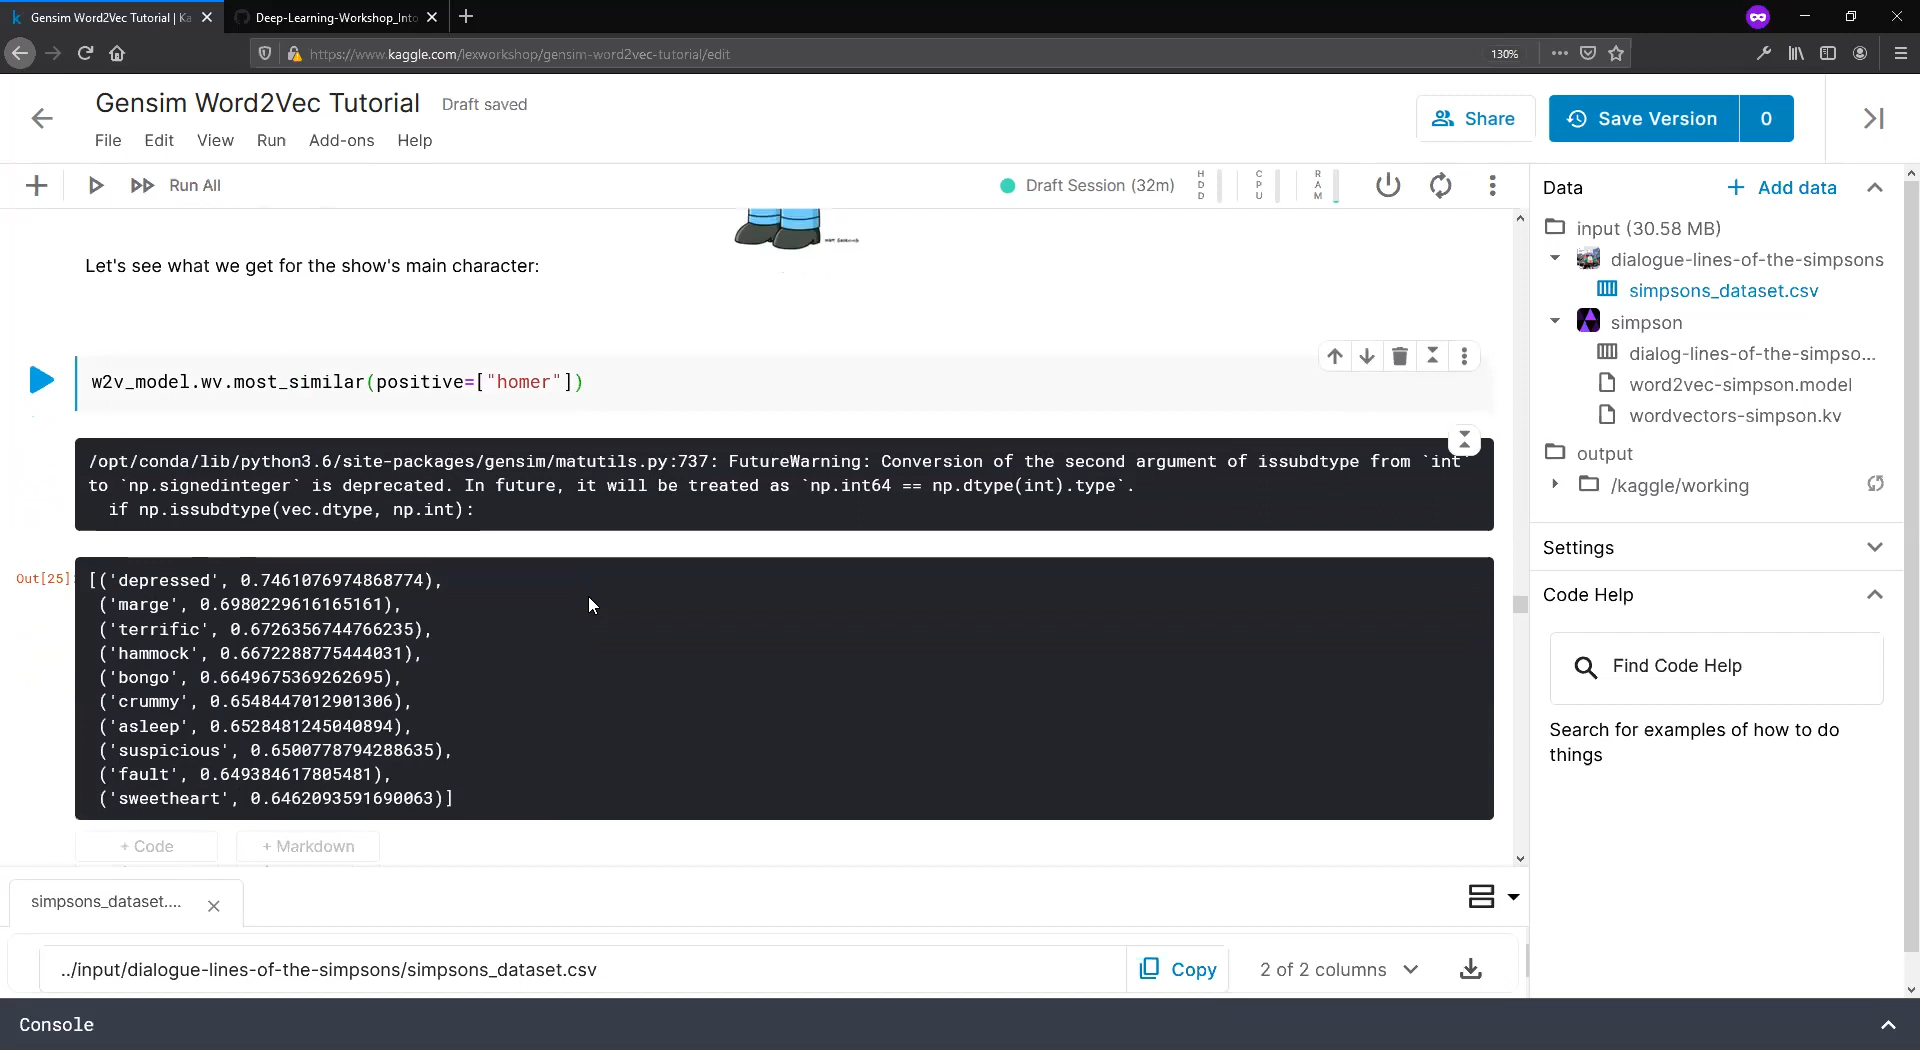 Gensim Word2Vec Tutorial | Ka
Deep-Learning-Workshop_Into
https://www.kaggle.com/lexworkshop/gensim-word2vec-tutorial/edit
130%
Gensim Word2Vec Tutorial
Draft saved
File Edit View Run Add-ons Help
Share
Save Version
0
Run All
Draft Session (32m)
HDD
CPU
RAM
Let's see what we get for the show's main character:
w2v_model.wv.most_similar(positive=["homer"])
/opt/conda/lib/python3.6/site-packages/gensim/matutils.py:737: FutureWarning: Conversion of the second argument of issubdtype from `int`
to `np.signedinteger` is deprecated. In future, it will be treated as `np.int64 == np.dtype(int).type`.
if np.issubdtype(vec.dtype, np.int):
Out[25]:
[('depressed', 0.7461076974868774),
('marge', 0.6980229616165161),
('terrific', 0.6726356744766235),
('hammock', 0.6672288775444031),
('bongo', 0.6649675369262695),
('crummy', 0.6548447012901306),
('asleep', 0.6528481245040894),
('suspicious', 0.6500778794288635),
('fault', 0.649384617805481),
('sweetheart', 0.6462093591690063)]
+ Code
+ Markdown
simpsons_dataset....
../input/dialogue-lines-of-the-simpsons/simpsons_dataset.csv
Copy
2 of 2 columns
Console
Data
Add data
input (30.58 MB)
dialogue-lines-of-the-simpsons
simpsons_dataset.csv
simpson
dialog-lines-of-the-simpso...
word2vec-simpson.model
wordvectors-simpson.kv
output
/kaggle/working
Settings
Code Help
Find Code Help
Search for examples of how to do
things